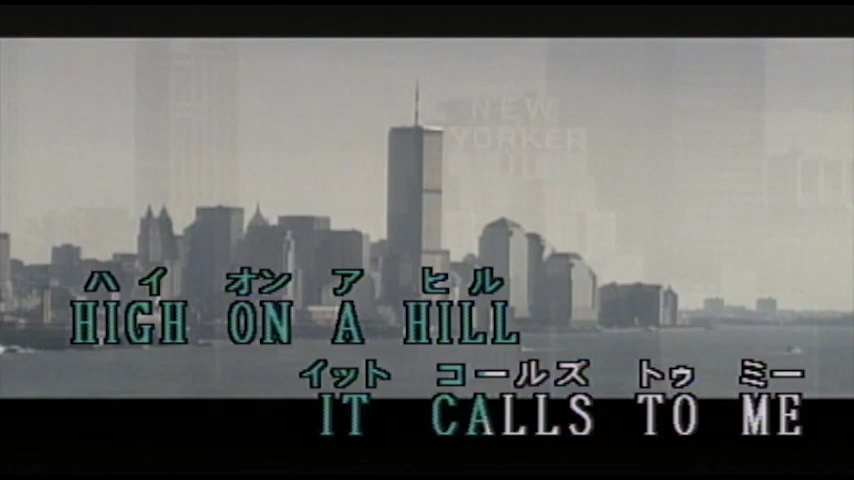 NEW
YORKER
ハイ オン ア ヒル
HIGH ON A HILL
イット コールズ トゥ ミー
IT CALLS TO ME